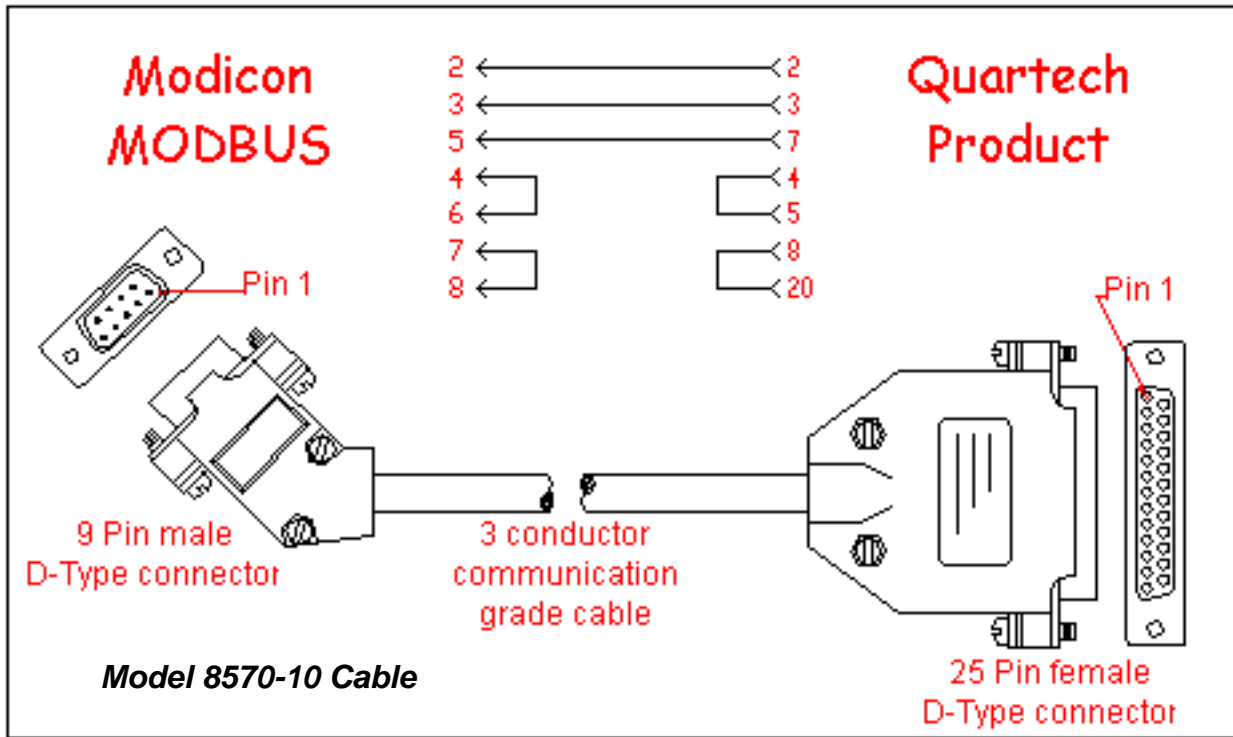 Modicon
MODBUS
2 2
3 3
5 7
4 4
6 5
7 8
8 20
Quartech
Product
Pin 1
Pin 1
9 Pin male
D-Type connector
3 conductor
communication
grade cable
25 Pin female
D-Type connector
Model 8570-10 Cable